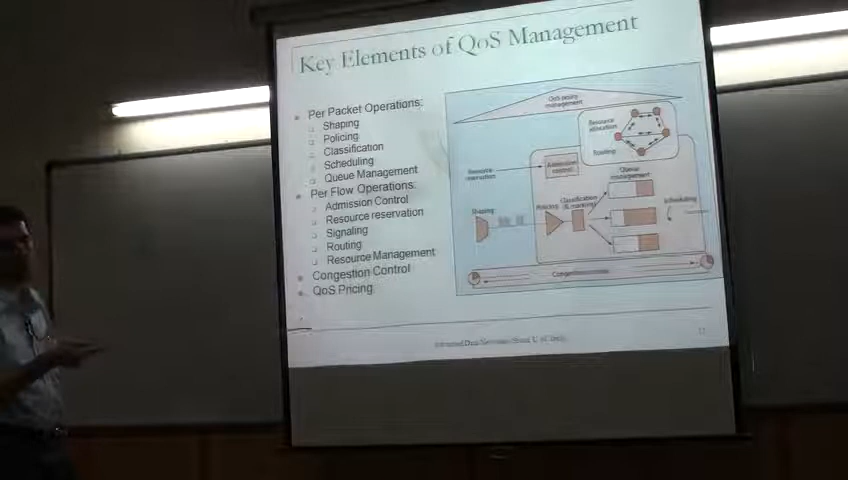 Key Elements of QoS Management
Per Packet Operations:
Shaping
Policing
Classification
Scheduling
Queue Management
Per Flow Operations:
Admission Control
Resource reservation
Signaling
Routing
Resource Management
Congestion Control
QoS Pricing
QoS policy
management
Resource
allocation
Routing
Resource
reservation
Admission
control
Queue
management
Shaping
Policing
Classification
& marking
Scheduling
Congestion